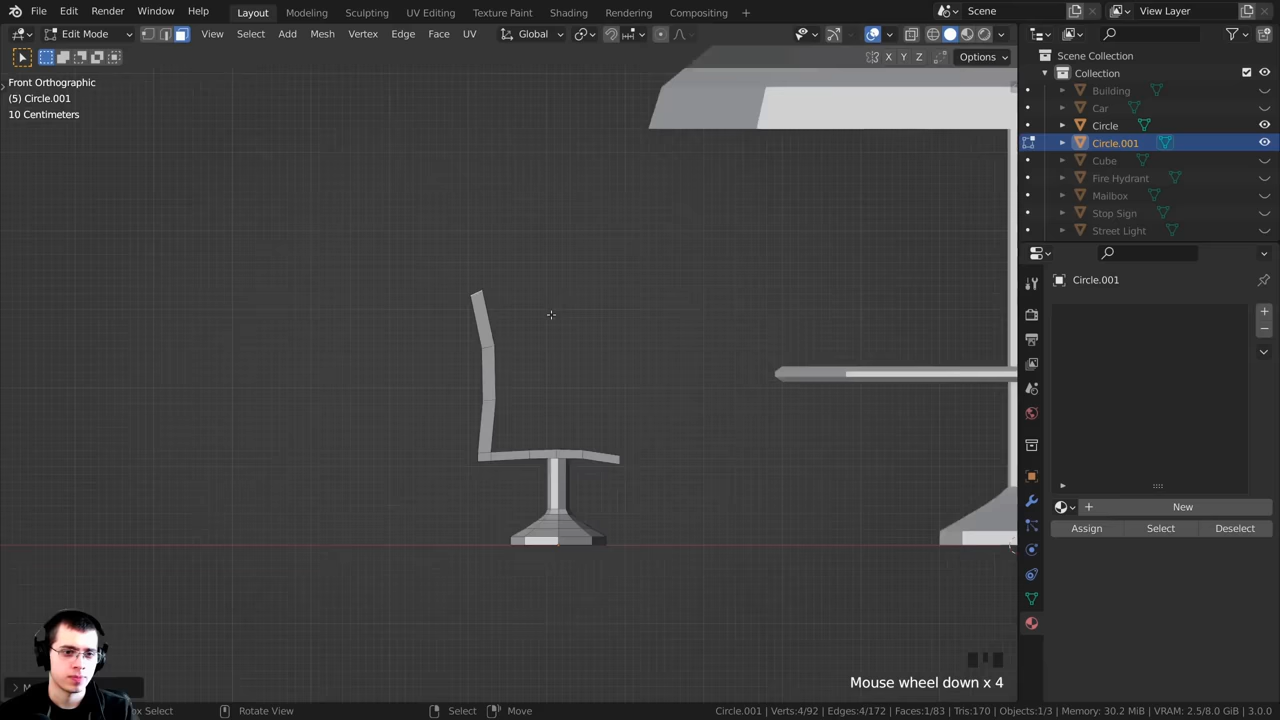 File Edit Render Window Help Layout Modeling Sculpting UV Editing Texture Paint Shading Rendering Compositing + Scene View Layer
Edit Mode View Select Add Mesh Vertex Edge Face UV Global
X Y Z Options
Front Orthographic
(5) Circle.001
10 Centimeters
Scene Collection
Collection
Building
Car
Circle
Circle.001
Cube
Fire Hydrant
Mailbox
Stop Sign
Street Light
Circle.001
New
Assign Select Deselect
Mouse wheel down x 4
Box Select Rotate View Select Move Circle.001 | Verts:4/92 | Edges:4/172 | Faces:1/83 | Tris:170 | Objects:1/3 | Memory: 30.2 MiB | VRAM: 2.5/8.0 GiB | 3.0.0